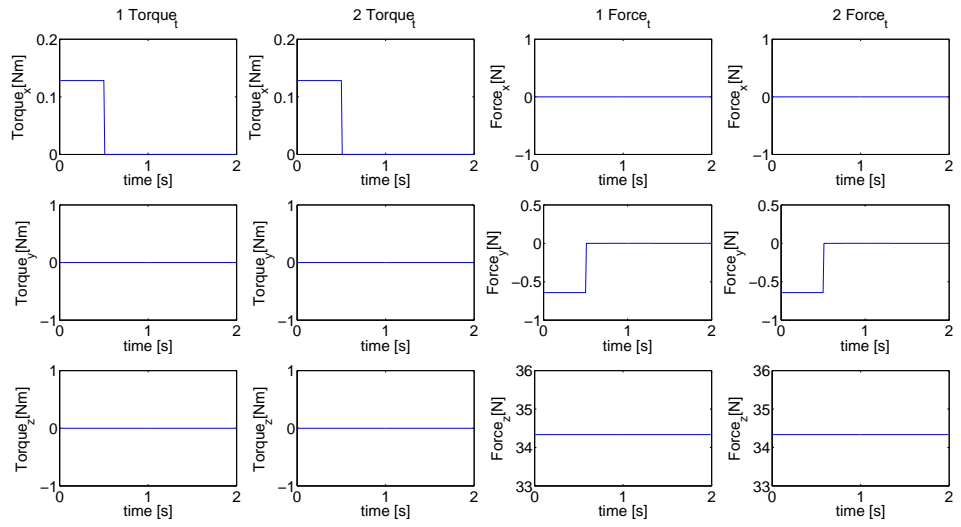 1 Torque_t
2 Torque_t
1 Force_t
2 Force_t
Torque_x[Nm]
0.2
0.1
0
0
1
2
time [s]
Torque_x[Nm]
0.2
0.1
0
0
1
2
time [s]
Force_x[N]
1
0
−1
0
1
2
time [s]
Force_x[N]
1
0
−1
0
1
2
time [s]
Torque_y[Nm]
1
0
−1
0
1
2
time [s]
Torque_y[Nm]
1
0
−1
0
1
2
time [s]
Force_y[N]
0.5
0
−0.5
−1
0
1
2
time [s]
Force_y[N]
0.5
0
−0.5
−1
0
1
2
time [s]
Torque_z[Nm]
1
0
−1
0
1
2
time [s]
Torque_z[Nm]
1
0
−1
0
1
2
time [s]
Force_z[N]
36
35
34
33
0
1
2
time [s]
Force_z[N]
36
35
34
33
0
1
2
time [s]